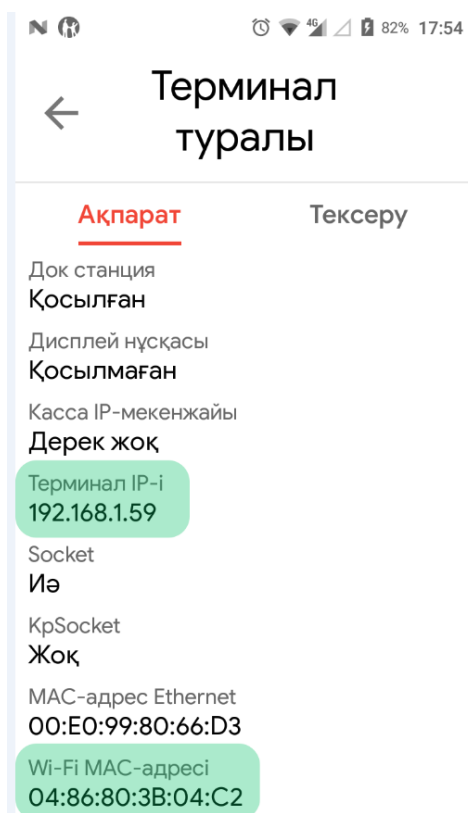 4G 82% 17:54
Терминал
туралы
Ақпарат Тексеру
Док станция
Қосылған
Дисплей нұсқасы
Қосылмаған
Касса IP-мекенжайы
Дерек жоқ
Терминал IP-і
192.168.1.59
Socket
Иә
KpSocket
Жоқ
MAC-адрес Ethernet
00:E0:99:80:66:D3
Wi-Fi MAC-адресі
04:86:80:3B:04:C2